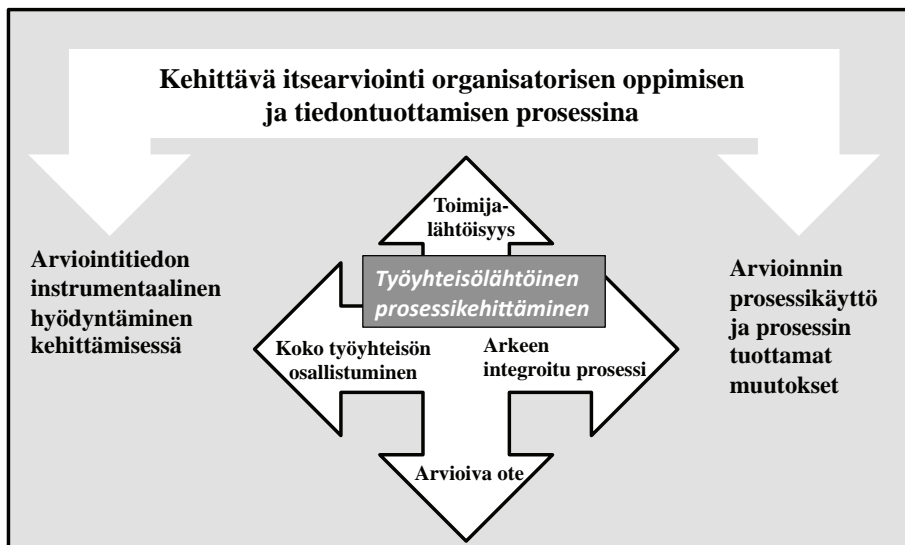 Kehittävä itsearviointi organisatorisen oppimisen
ja tiedontuottamisen prosessina
Toimija-
lähtöisyys
Arviointitiedon
instrumentaalinen
hyödyntäminen
kehittämisessä
Työyhteisölähtöinen
prosessikehittäminen
Arvioinnin
prosessikäyttö
ja prosessin
tuottamat
muutokset
Koko työyhteisön
osallistuminen
Arkeen
integroitu prosessi
Arvioiva ote